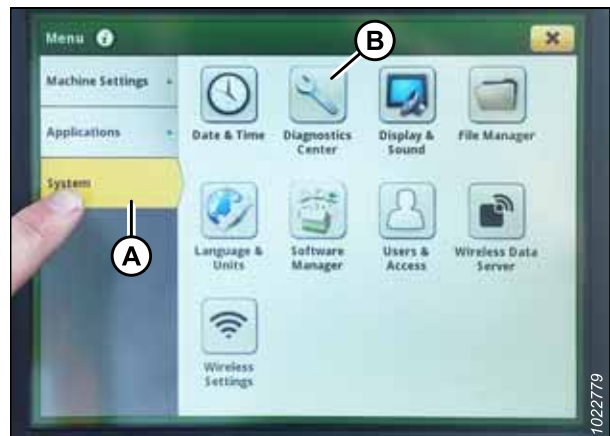 Menu i
B
Machine Settings
Applications
System
A
Date & Time
Diagnostics
Center
Display &
Sound
File Manager
Language &
Units
Software
Manager
Users &
Access
Wireless Data
Server
Wireless
Settings
1022779